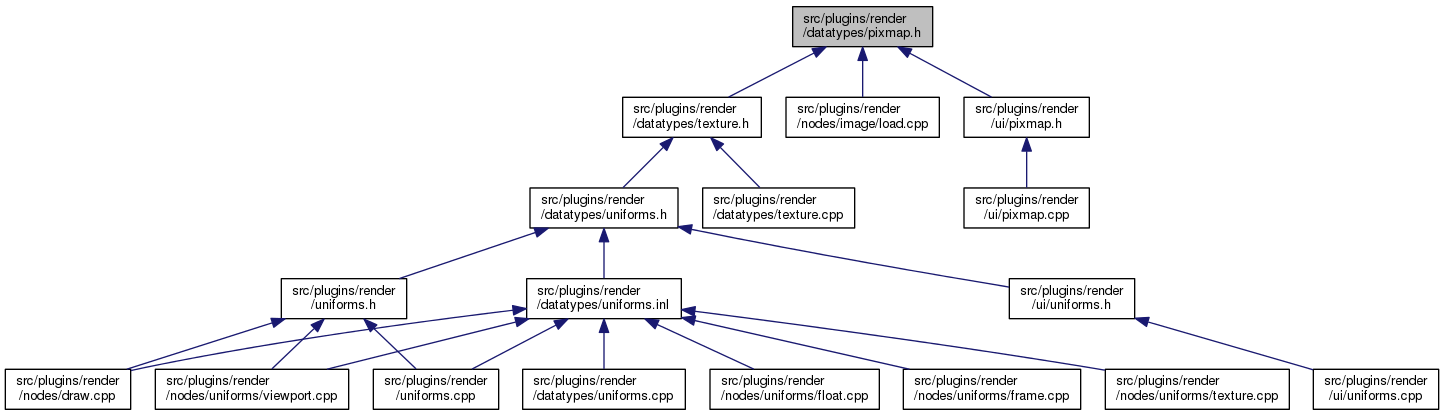 src/plugins/render
/datatypes/pixmap.h
src/plugins/render
/datatypes/texture.h
src/plugins/render
/nodes/image/load.cpp
src/plugins/render
/ui/pixmap.h
src/plugins/render
/datatypes/uniforms.h
src/plugins/render
/datatypes/texture.cpp
src/plugins/render
/ui/pixmap.cpp
src/plugins/render
/uniforms.h
src/plugins/render
/datatypes/uniforms.inl
src/plugins/render
/ui/uniforms.h
src/plugins/render
/nodes/draw.cpp
src/plugins/render
/nodes/uniforms/viewport.cpp
src/plugins/render
/uniforms.cpp
src/plugins/render
/datatypes/uniforms.cpp
src/plugins/render
/nodes/uniforms/float.cpp
src/plugins/render
/nodes/uniforms/frame.cpp
src/plugins/render
/nodes/uniforms/texture.cpp
src/plugins/render
/ui/uniforms.cpp